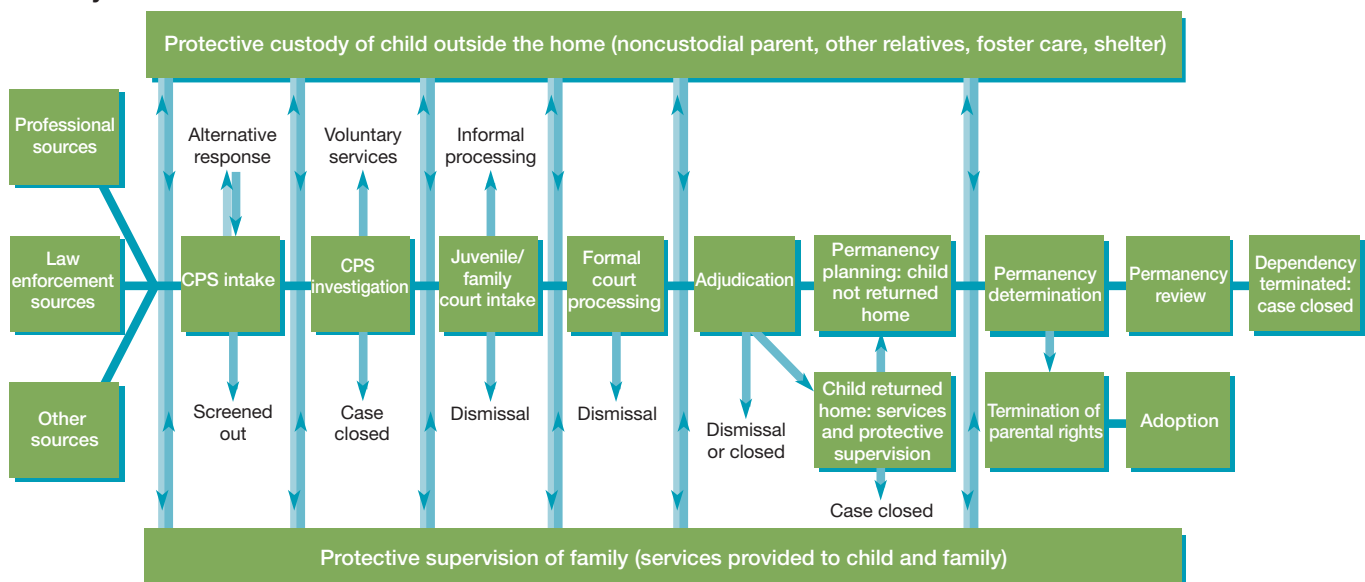 Protective custody of child outside the home (noncustodial parent, other relatives, foster care, shelter)
Professional
sources
Law
enforcement
sources
Other
sources
Alternative
response
CPS intake
Screened
out
Voluntary
services
CPS
investigation
Case
closed
Informal
processing
Juvenile/
family
court intake
Dismissal
Formal
court
processing
Dismissal
Adjudication
Dismissal
or closed
Permanency
planning: child
not returned
home
Child returned
home: services
and protective
supervision
Case closed
Permanency
determination
Termination of
parental rights
Permanency
review
Adoption
Dependency
terminated:
case closed
Protective supervision of family (services provided to child and family)